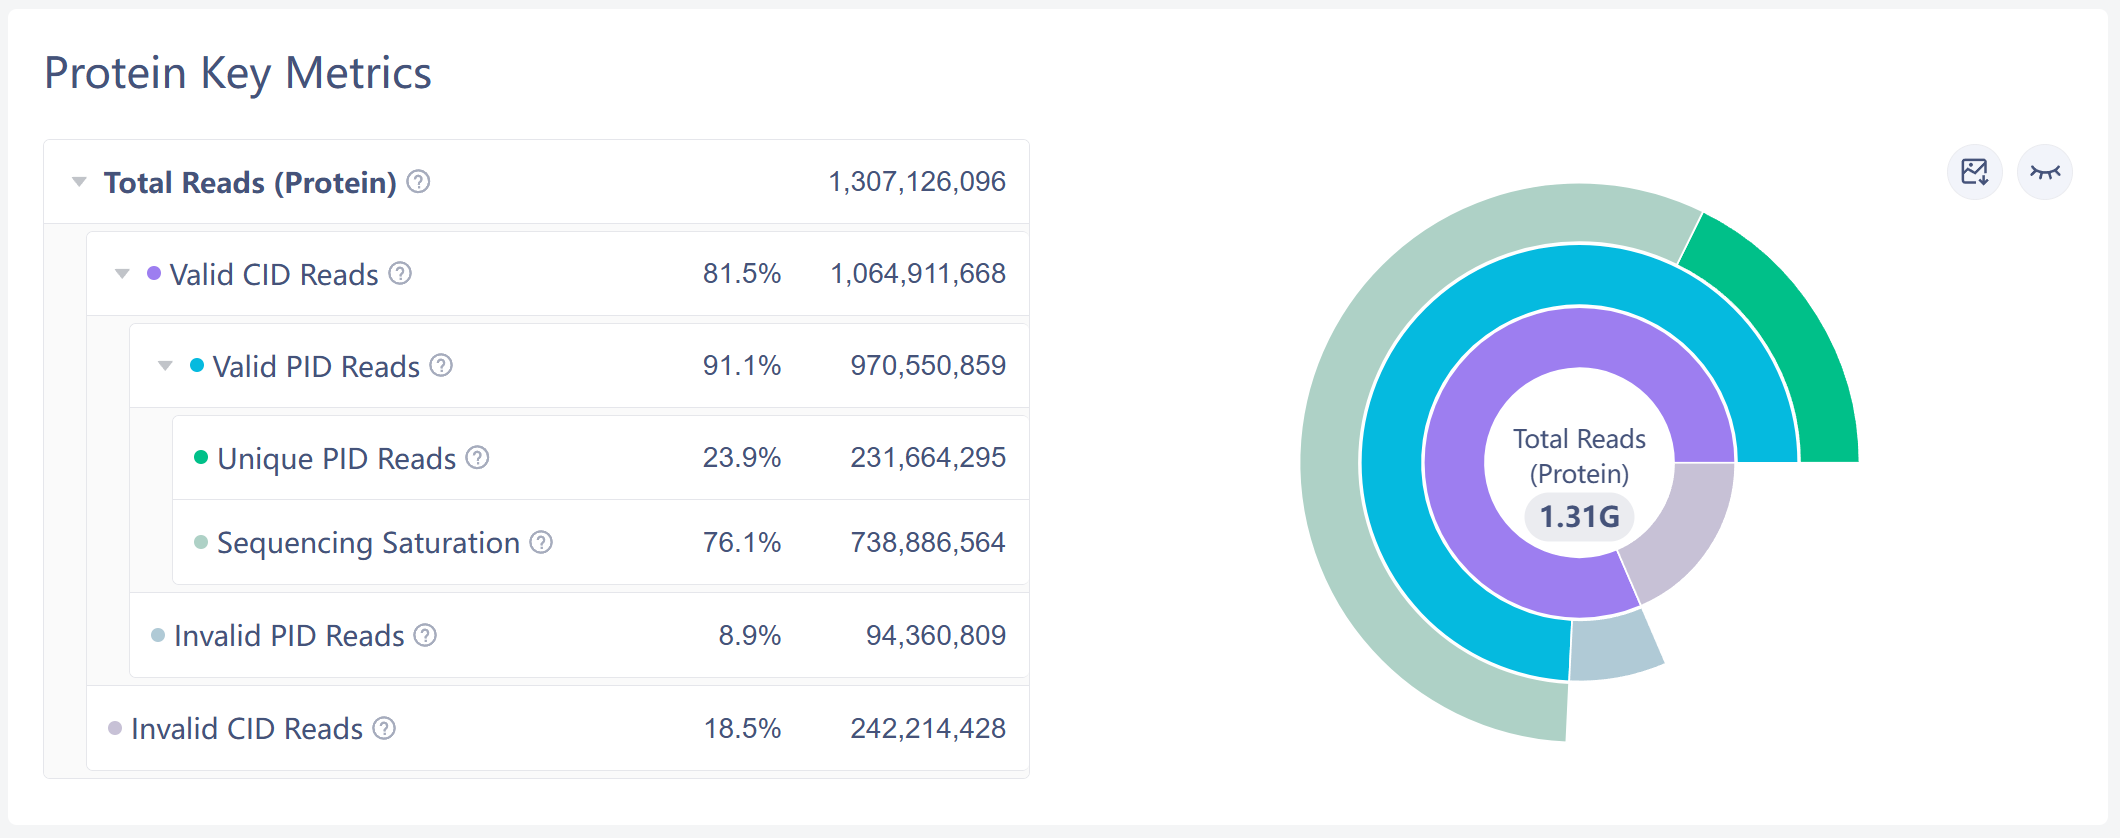 Protein Key Metrics
Total Reads (Protein) ? 1,307,126,096
Valid CID Reads ? 81.5% 1,064,911,668
Valid PID Reads ? 91.1% 970,550,859
Unique PID Reads ? 23.9% 231,664,295
Sequencing Saturation ? 76.1% 738,886,564
Invalid PID Reads ? 8.9% 94,360,809
Invalid CID Reads ? 18.5% 242,214,428
Total Reads
(Protein)
1.31G